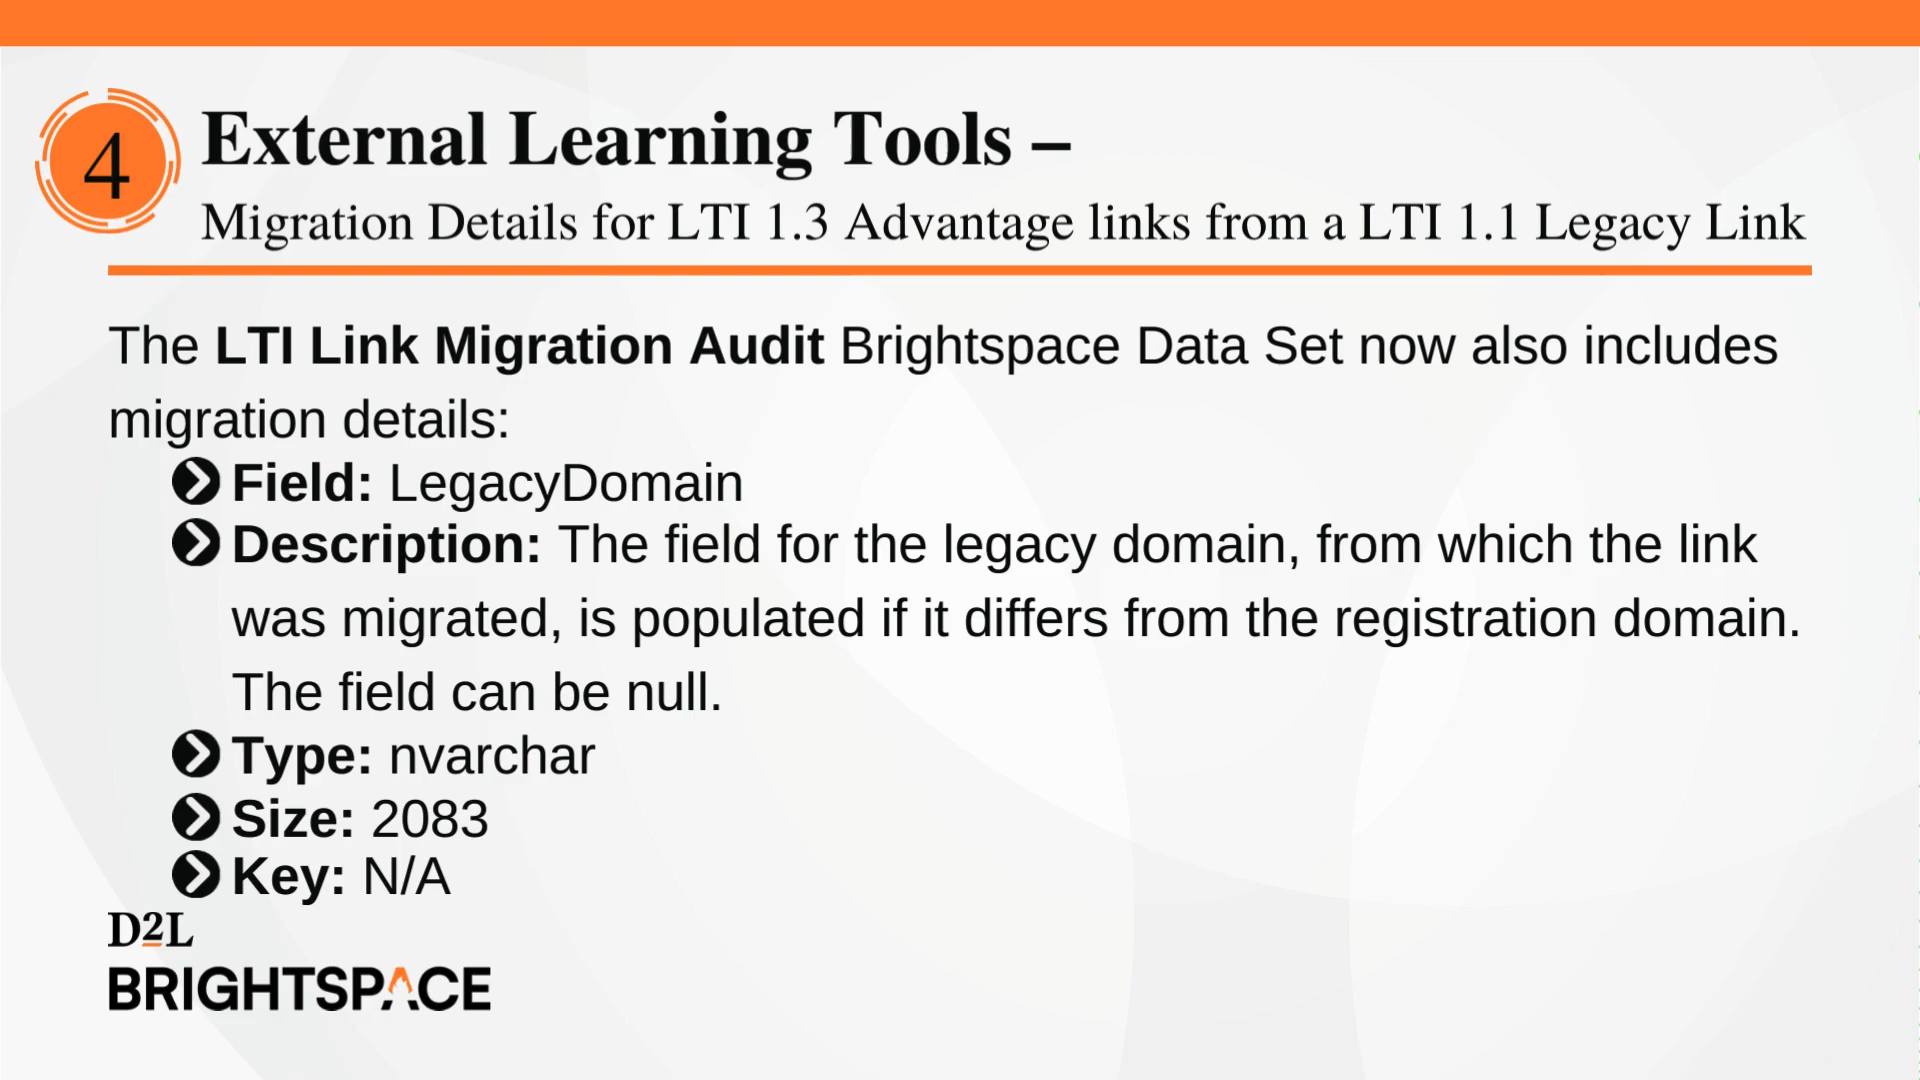 4
External Learning Tools –
Migration Details for LTI 1.3 Advantage links from a LTI 1.1 Legacy Link
The LTI Link Migration Audit Brightspace Data Set now also includes
migration details:
Field: LegacyDomain
Description: The field for the legacy domain, from which the link
was migrated, is populated if it differs from the registration domain.
The field can be null.
Type: nvarchar
Size: 2083
Key: N/A
D2L
BRIGHTSPACE